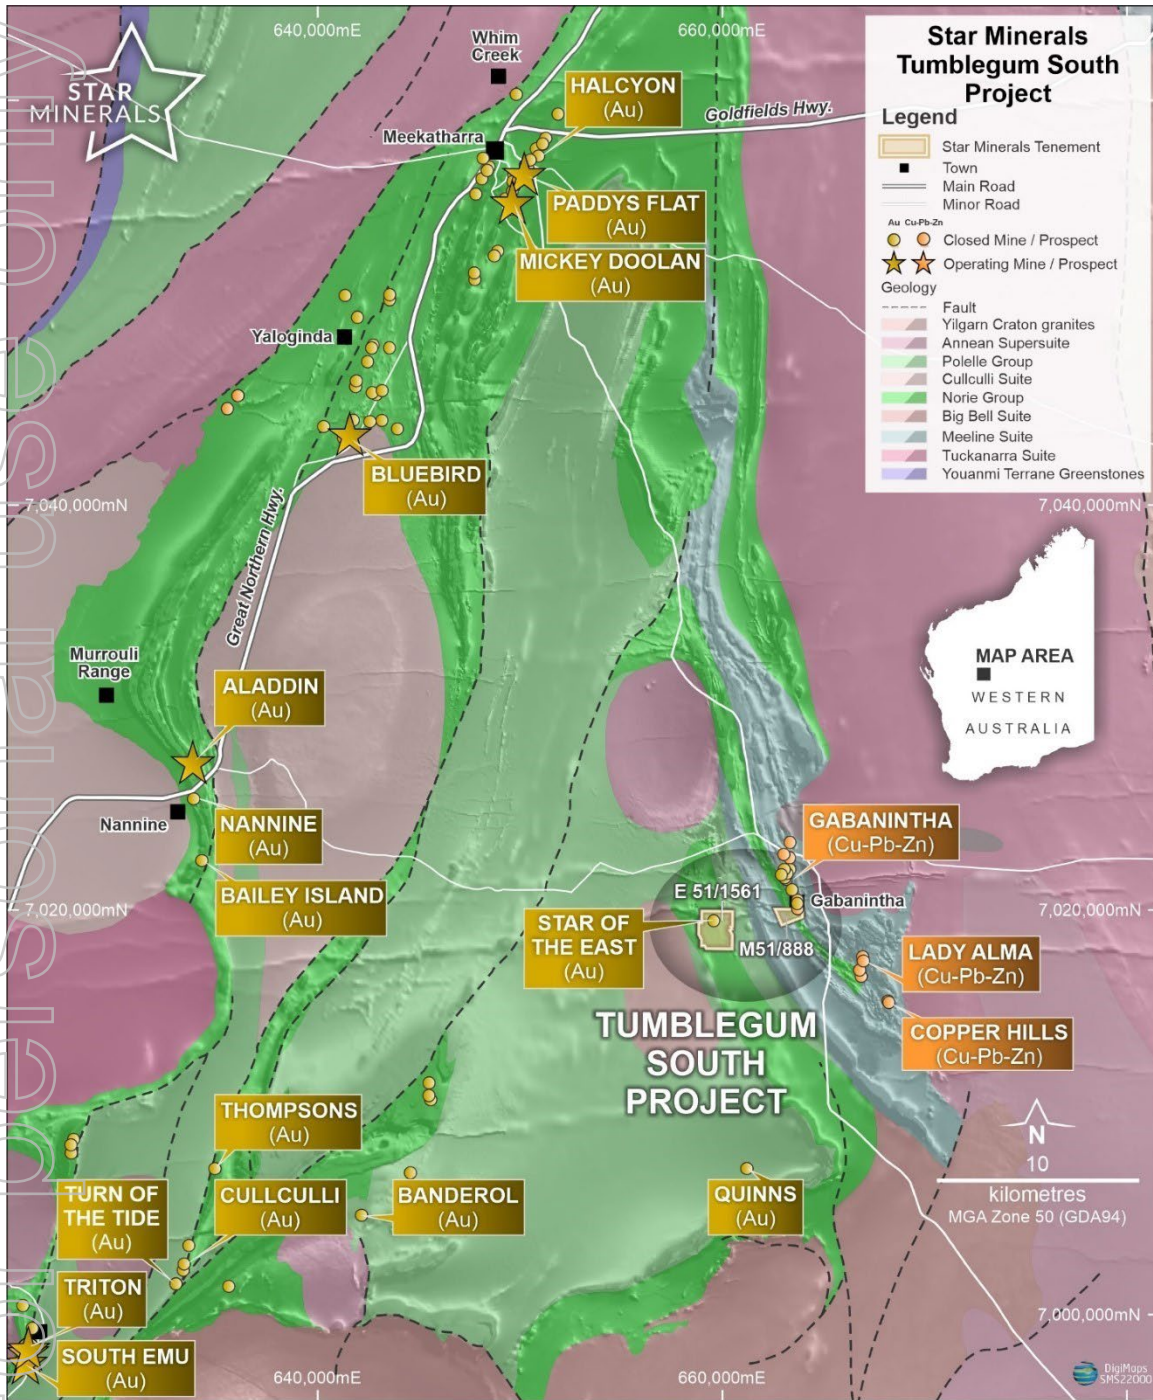 640,000mE
660,000mE
STAR
MINERALS
Whim
Creek
HALCYON
(Au)
Goldfields Hwy.
Meekatharra
PADDYS FLAT
(Au)
MICKEY DOOLAN
(Au)
Star Minerals
Tumblegum South
Project
Legend
Star Minerals Tenement
Town
Main Road
Minor Road
Au Cu-Pb-Zn
Closed Mine / Prospect
Operating Mine / Prospect
Geology
Fault
Yilgarn Craton granites
Annean Supersuite
Polelle Group
Cullculli Suite
Norie Group
Big Bell Suite
Meeline Suite
Tuckanarra Suite
Youanmi Terrane Greenstones
Yaloginda
BLUEBIRD
(Au)
7,040,000mN
7,040,000mN
Great Northern Hwy.
Murrouli
Range
ALADDIN
(Au)
MAP AREA
WESTERN
AUSTRALIA
Nannine
NANNINE
(Au)
BAILEY ISLAND
(Au)
GABANINTHA
(Cu-Pb-Zn)
E 51/1561
Gabanintha
7,020,000mN
7,020,000mN
STAR OF
THE EAST
(Au)
M51/888
LADY ALMA
(Cu-Pb-Zn)
COPPER HILLS
(Cu-Pb-Zn)
TUMBLEGUM
SOUTH
PROJECT
THOMPSONS
(Au)
TURN OF
THE TIDE
(Au)
CULLCULLI
(Au)
BANDEROL
(Au)
QUINNS
(Au)
N
10
kilometres
MGA Zone 50 (GDA94)
TRITON
(Au)
SOUTH EMU
(Au)
7,000,000mN
640,000mE
660,000mE
DigiMaps
SMS22000
personal use only